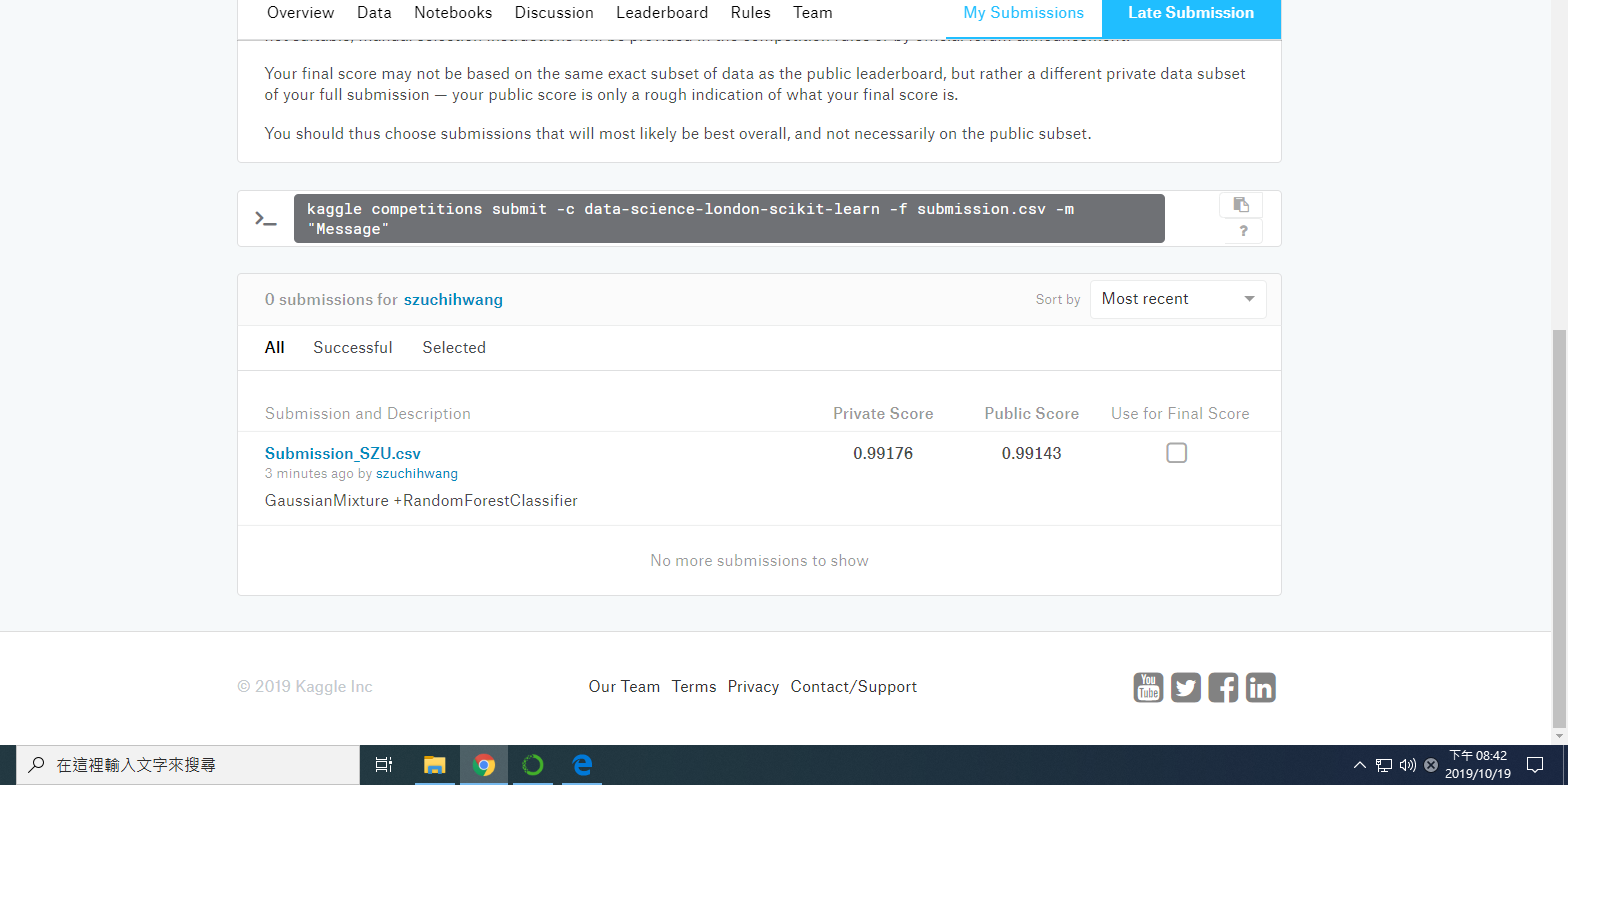 Overview Data Notebooks Discussion Leaderboard Rules Team My Submissions Late Submission
Your final score may not be based on the same exact subset of data as the public leaderboard, but rather a different private data subset
of your full submission — your public score is only a rough indication of what your final score is.
You should thus choose submissions that will most likely be best overall, and not necessarily on the public subset.
kaggle competitions submit -c data-science-london-scikit-learn -f submission.csv -m
"Message"
?
0 submissions for szuchihwang
Sort by Most recent
All Successful Selected
Submission and Description Private Score Public Score Use for Final Score
Submission_SZU.csv 0.99176 0.99143
3 minutes ago by szuchihwang
GaussianMixture +RandomForestClassifier
No more submissions to show
© 2019 Kaggle Inc Our Team Terms Privacy Contact/Support You Tube
在這裡輸入文字來搜尋
下午 08:42
2019/10/19